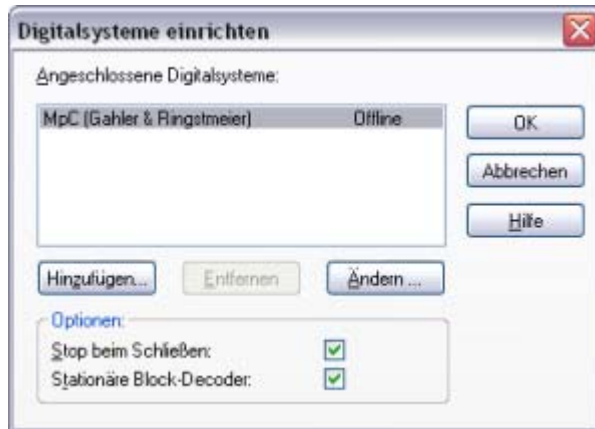 Digitalsysteme einrichten
Angeschlossene Digitalsysteme:
MpC (Gahler & Ringstmeier) Offline
OK
Abbrechen
Hilfe
Hinzufügen... Entfernen Ändern ...
Optionen:
Stop beim Schließen:
Stationäre Block-Decoder: